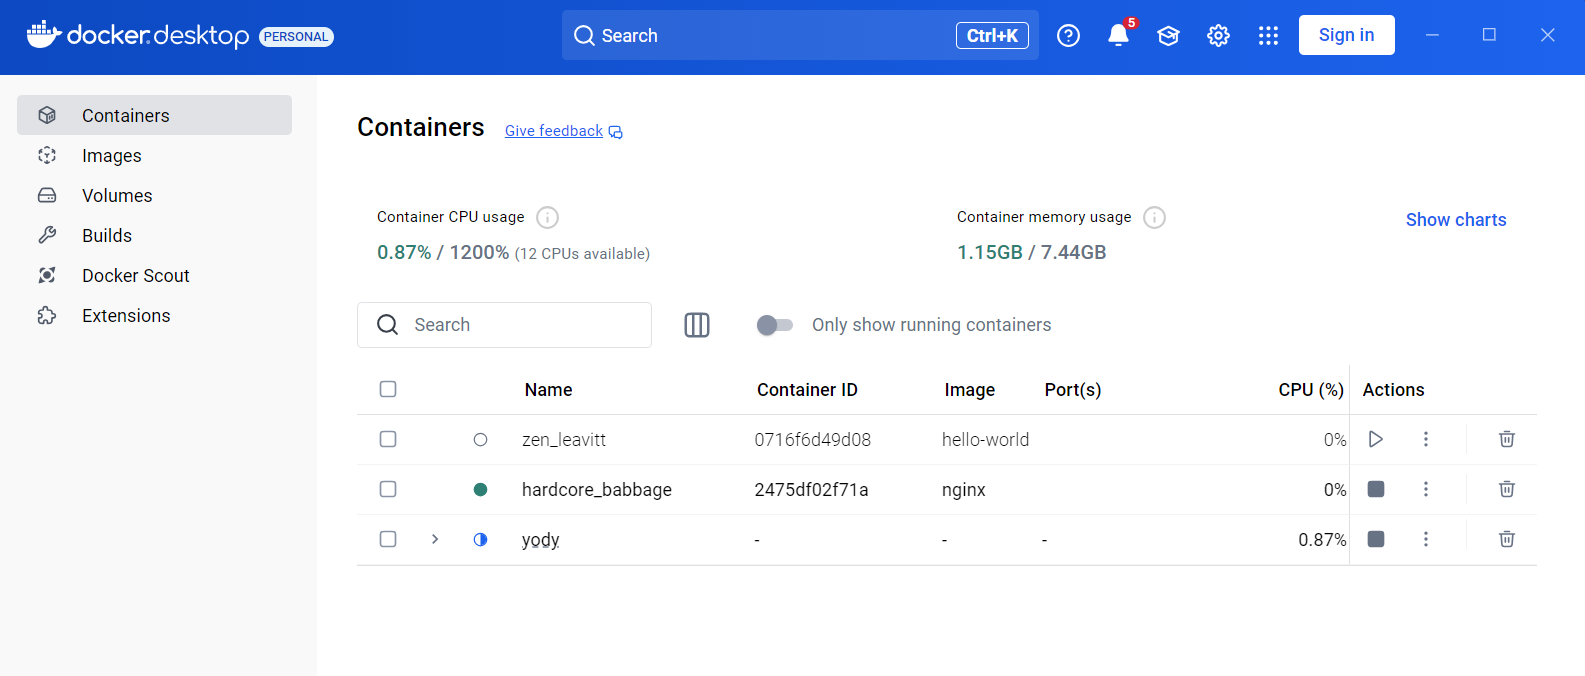 docker.desktop PERSONAL Search Ctrl+K 5 Sign in
Containers
Images
Volumes
Builds
Docker Scout
Extensions
Containers Give feedback
Container CPU usage
0.87% / 1200% (12 CPUs available)
Container memory usage
1.15GB / 7.44GB
Show charts
Search Only show running containers
Name Container ID Image Port(s) CPU (%) Actions
zen_leavitt 0716f6d49d08 hello-world 0%
hardcore_babbage 2475df02f71a nginx 0%
yody - - - 0.87%